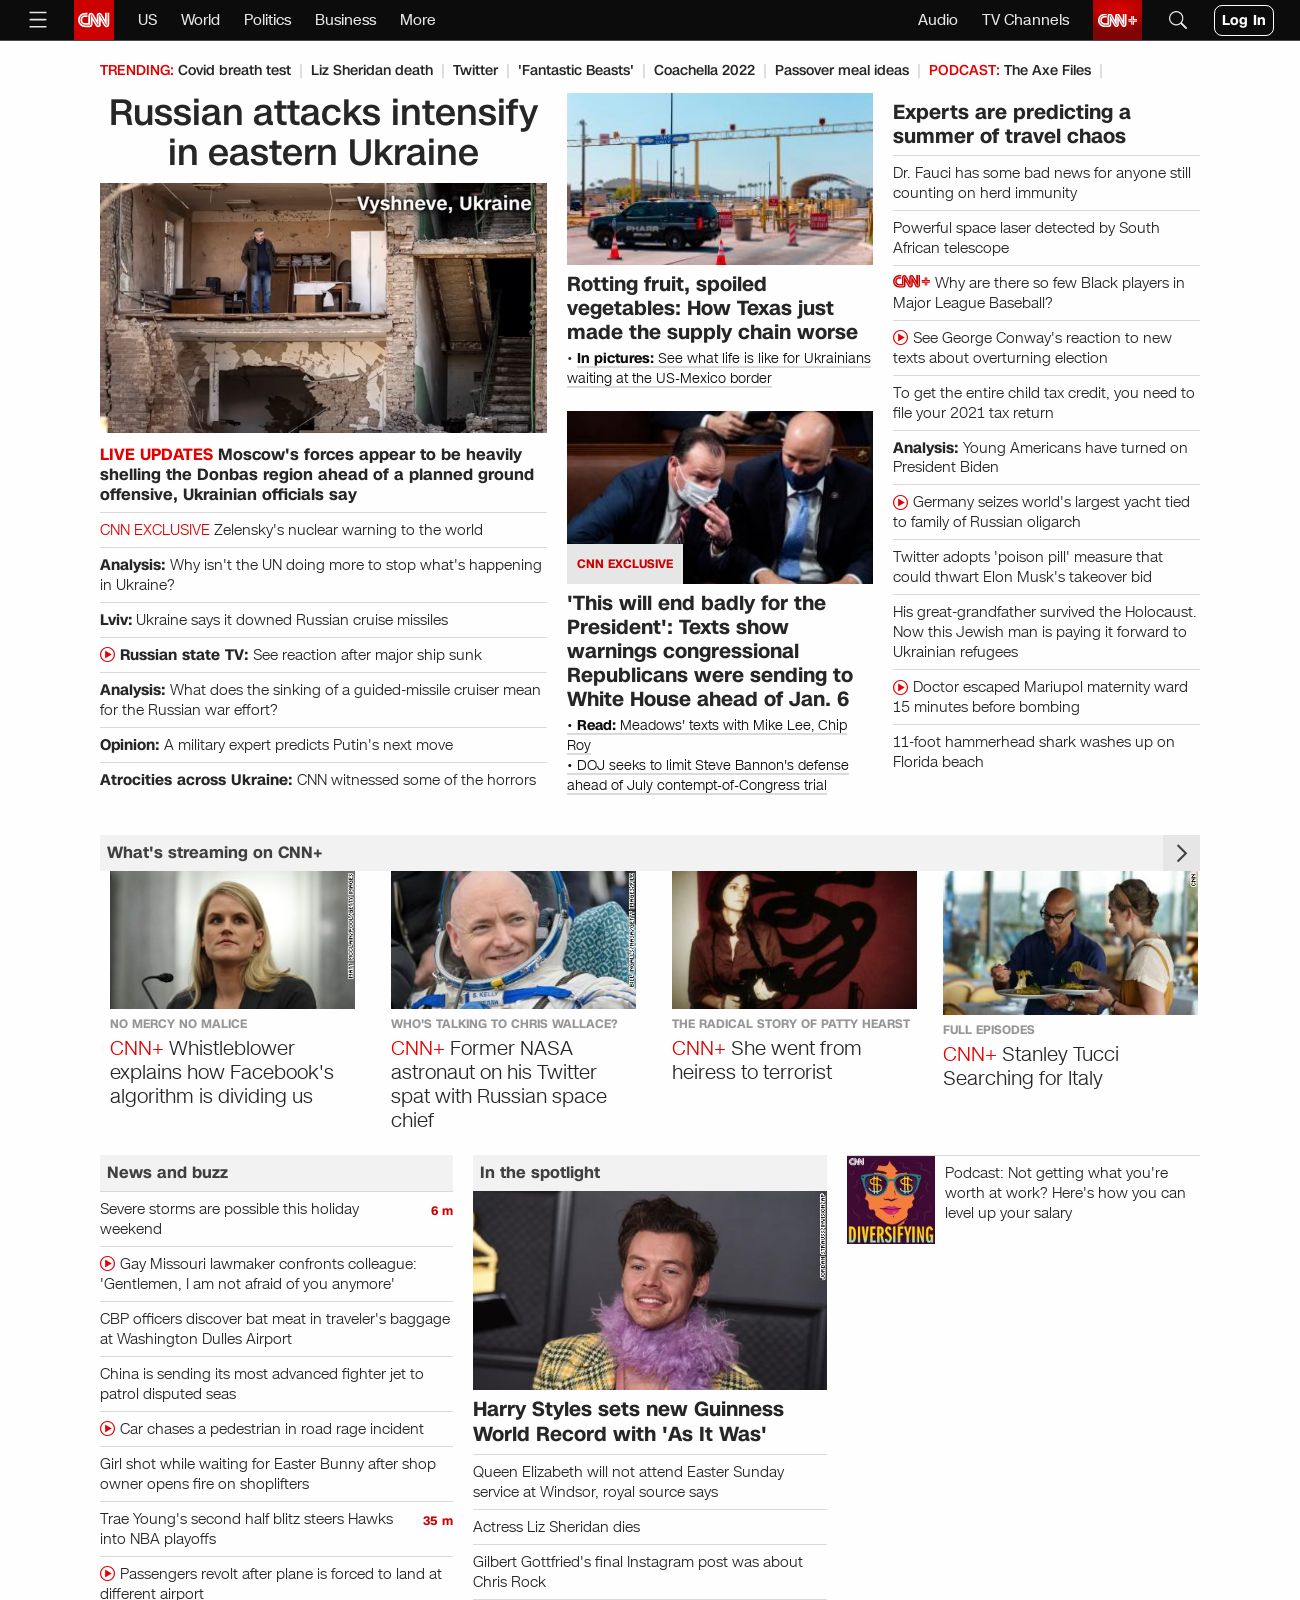 CNN US World Politics Business More Audio TV Channels CNN+ Log In
TRENDING: Covid breath test Liz Sheridan death Twitter 'Fantastic Beasts' Coachella 2022 Passover meal ideas PODCAST: The Axe Files
Russian attacks intensify
in eastern Ukraine
Vyshneve, Ukraine
LIVE UPDATES Moscow's forces appear to be heavily
shelling the Donbas region ahead of a planned ground
offensive, Ukrainian officials say
CNN EXCLUSIVE Zelensky's nuclear warning to the world
Analysis: Why isn't the UN doing more to stop what's happening
in Ukraine?
Lviv: Ukraine says it downed Russian cruise missiles
Russian state TV: See reaction after major ship sunk
Analysis: What does the sinking of a guided-missile cruiser mean
for the Russian war effort?
Opinion: A military expert predicts Putin's next move
Atrocities across Ukraine: CNN witnessed some of the horrors
PHARR
Rotting fruit, spoiled
vegetables: How Texas just
made the supply chain worse
• In pictures: See what life is like for Ukrainians
waiting at the US-Mexico border
CNN EXCLUSIVE
'This will end badly for the
President': Texts show
warnings congressional
Republicans were sending to
White House ahead of Jan. 6
• Read: Meadows' texts with Mike Lee, Chip
Roy
• DOJ seeks to limit Steve Bannon's defense
ahead of July contempt-of-Congress trial
Experts are predicting a
summer of travel chaos
Dr. Fauci has some bad news for anyone still
counting on herd immunity
Powerful space laser detected by South
African telescope
CNN+ Why are there so few Black players in
Major League Baseball?
See George Conway's reaction to new
texts about overturning election
To get the entire child tax credit, you need to
file your 2021 tax return
Analysis: Young Americans have turned on
President Biden
Germany seizes world's largest yacht tied
to family of Russian oligarch
Twitter adopts 'poison pill' measure that
could thwart Elon Musk's takeover bid
His great-grandfather survived the Holocaust.
Now this Jewish man is paying it forward to
Ukrainian refugees
Doctor escaped Mariupol maternity ward
15 minutes before bombing
11-foot hammerhead shark washes up on
Florida beach
What's streaming on CNN+
NO MERCY NO MALICE
CNN+ Whistleblower
explains how Facebook's
algorithm is dividing us
S. KELLY
WHO'S TALKING TO CHRIS WALLACE?
CNN+ Former NASA
astronaut on his Twitter
spat with Russian space
chief
THE RADICAL STORY OF PATTY HEARST
CNN+ She went from
heiress to terrorist
CNN
FULL EPISODES
CNN+ Stanley Tucci
Searching for Italy
News and buzz
Severe storms are possible this holiday 6 m
weekend
Gay Missouri lawmaker confronts colleague:
'Gentlemen, I am not afraid of you anymore'
CBP officers discover bat meat in traveler's baggage
at Washington Dulles Airport
China is sending its most advanced fighter jet to
patrol disputed seas
Car chases a pedestrian in road rage incident
Girl shot while waiting for Easter Bunny after shop
owner opens fire on shoplifters
Trae Young's second half blitz steers Hawks 35 m
into NBA playoffs
Passengers revolt after plane is forced to land at
different airport
In the spotlight
Harry Styles sets new Guinness
World Record with 'As It Was'
Queen Elizabeth will not attend Easter Sunday
service at Windsor, royal source says
Actress Liz Sheridan dies
Gilbert Gottfried's final Instagram post was about
Chris Rock
CNN
DIVERSIFYING
Podcast: Not getting what you're
worth at work? Here's how you can
level up your salary